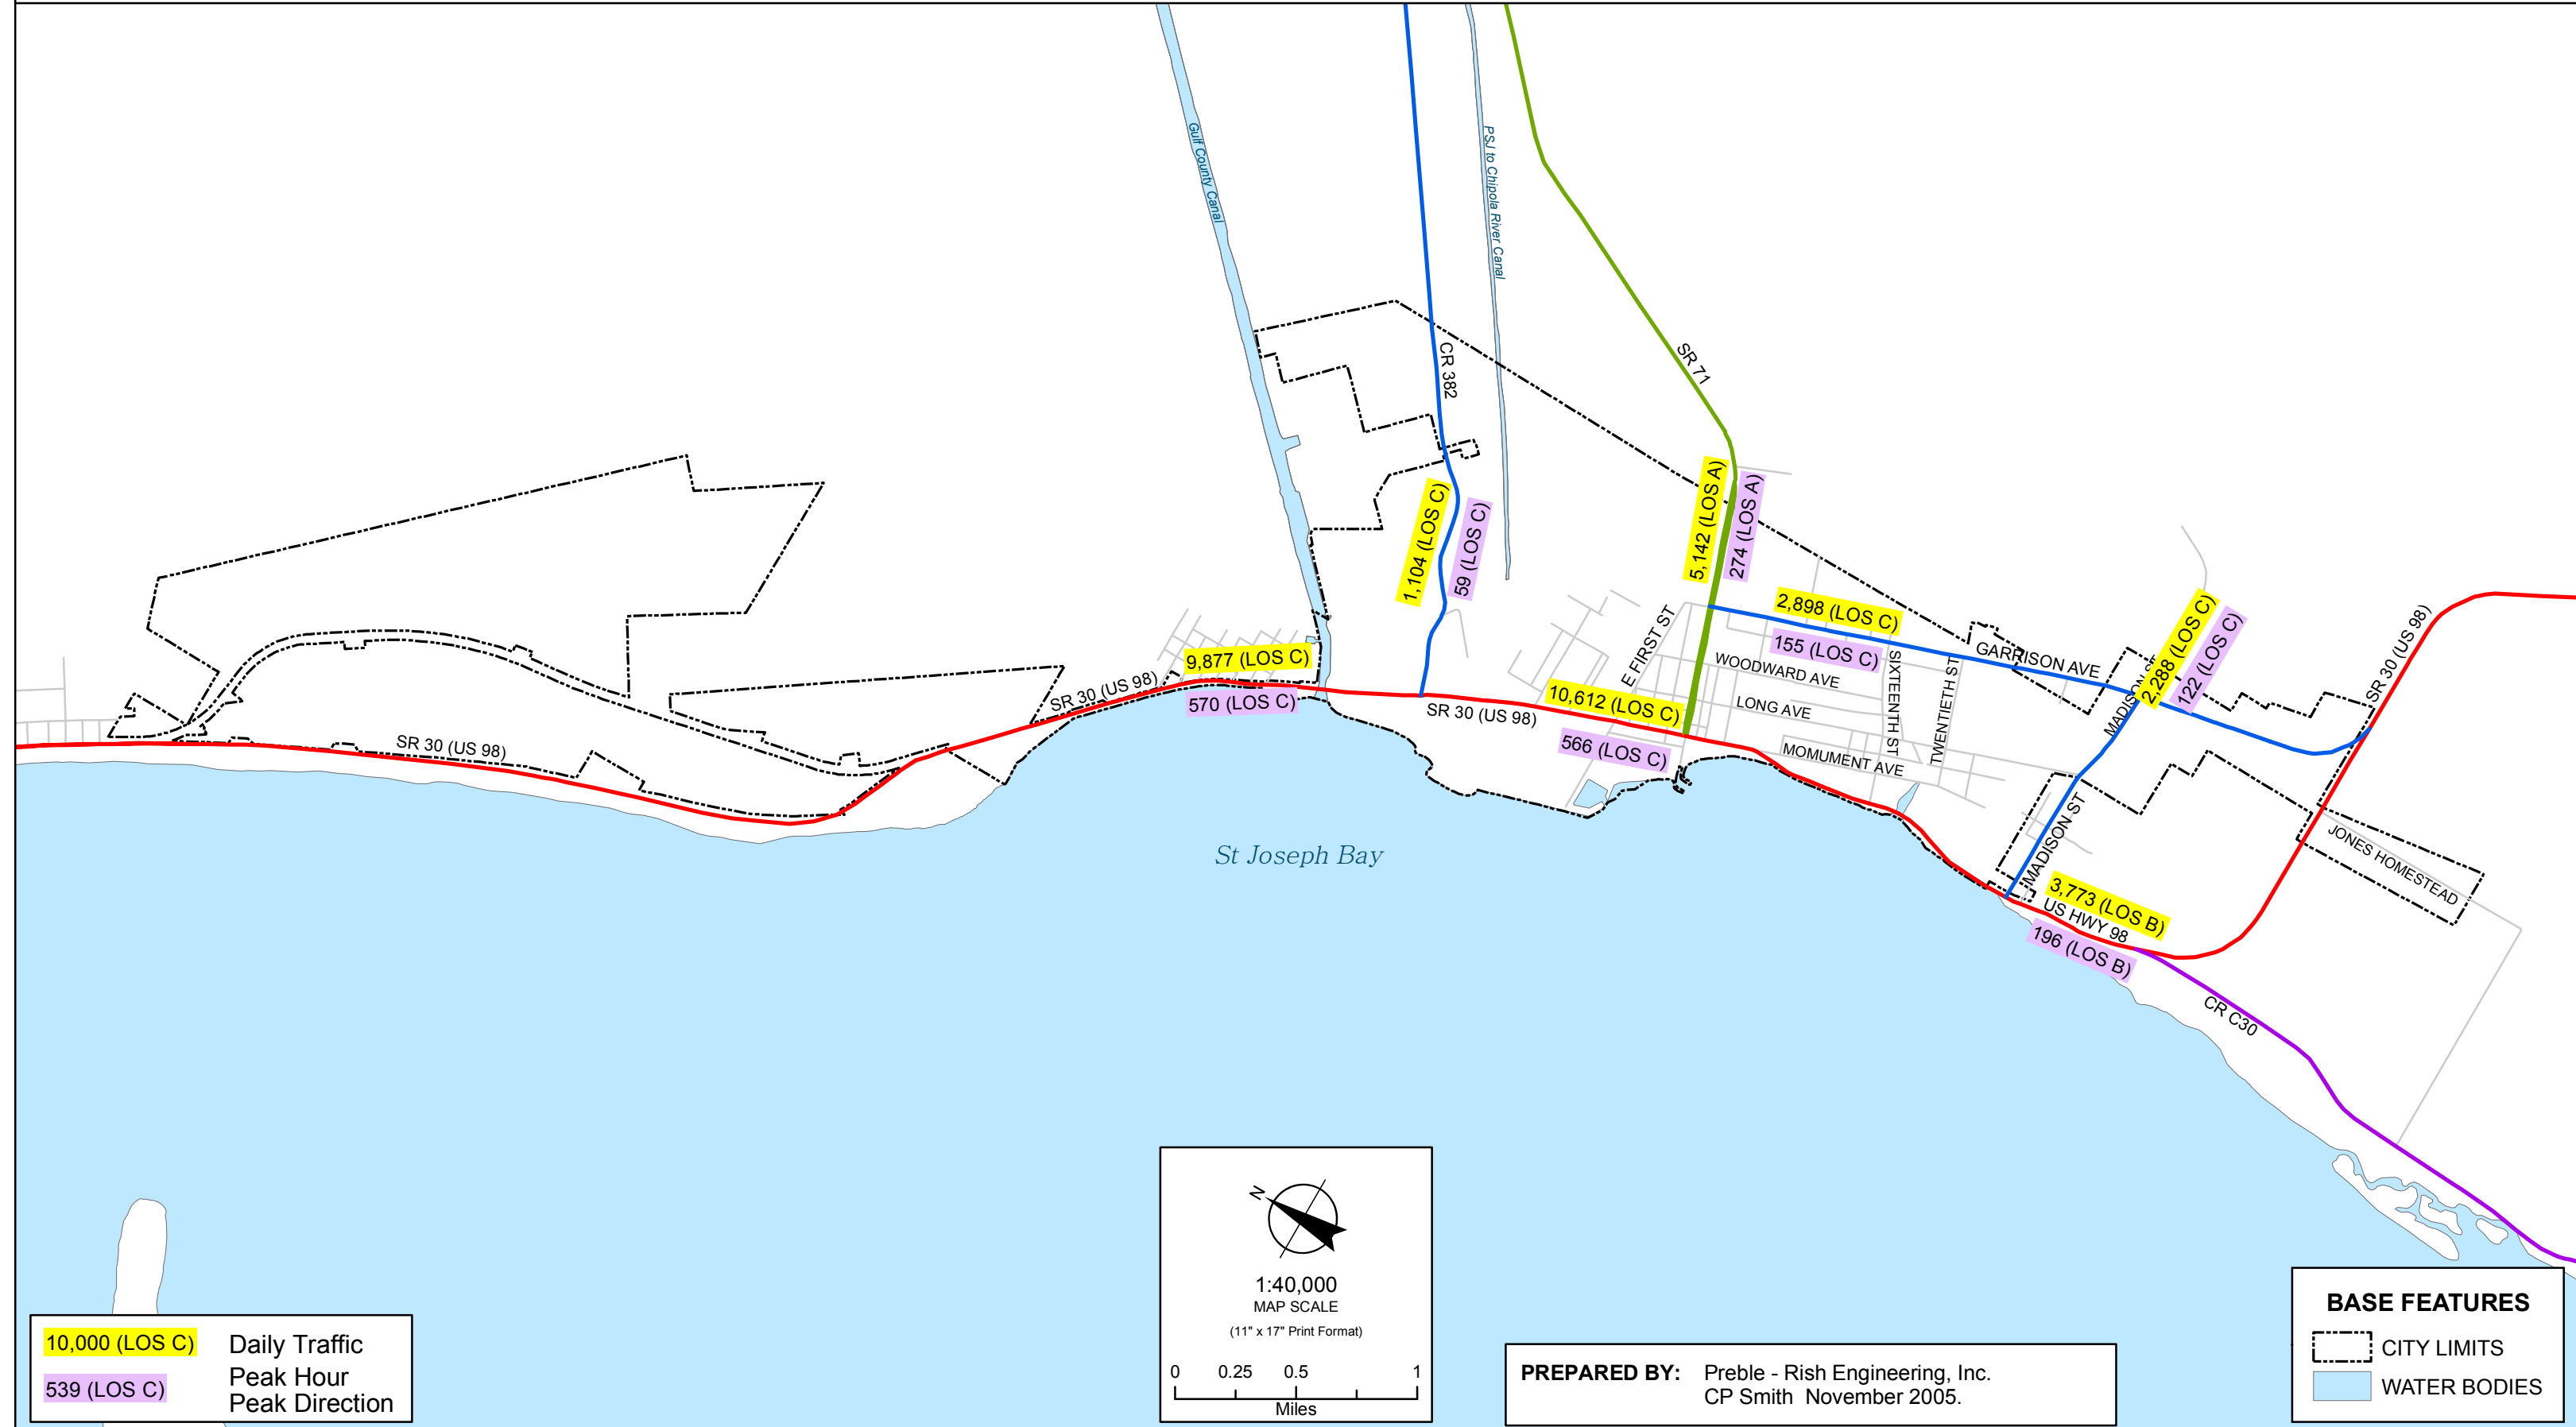 Gulf County Canal
PSJ to Chipola River Canal
CR 382
SR 71
1,104 (LOS C)
59 (LOS C)
5,142 (LOS A)
274 (LOS A)
2,898 (LOS C)
155 (LOS C)
E FIRST ST
WOODWARD AVE
LONG AVE
MOMUMENT AVE
SIXTEENTH ST
TWENTIETH ST
GARRISON AVE
MADISON ST
2,288 (LOS C)
122 (LOS C)
SR 30 (US 98)
9,877 (LOS C)
570 (LOS C)
SR 30 (US 98)
SR 30 (US 98)
SR 30 (US 98)
10,612 (LOS C)
566 (LOS C)
MADISON ST
JONES HOMESTEAD
3,773 (LOS B)
US HWY 98
196 (LOS B)
CR C30
St Joseph Bay
N
1:40,000
MAP SCALE
(11" x 17" Print Format)
0 0.25 0.5 1
Miles
10,000 (LOS C) Daily Traffic
539 (LOS C) Peak Hour
Peak Direction
PREPARED BY: Preble - Rish Engineering, Inc.
CP Smith November 2005.
BASE FEATURES
CITY LIMITS
WATER BODIES